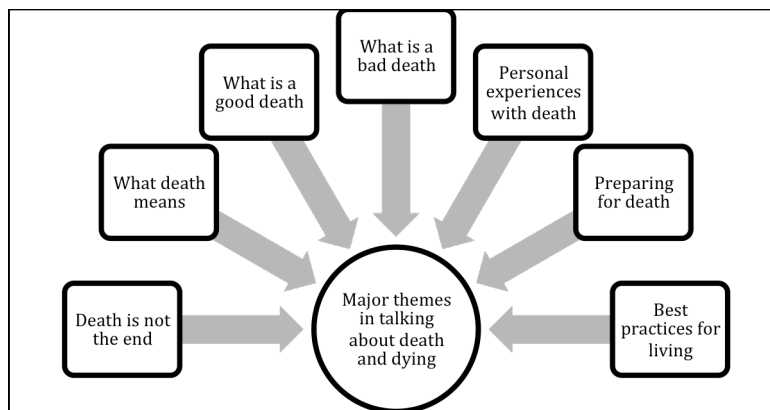 What is a
bad death
What is a
good death
Personal
experiences
with death
What death
means
Preparing
for death
Death is not
the end
Major themes
in talking
about death
and dying
Best
practices for
living